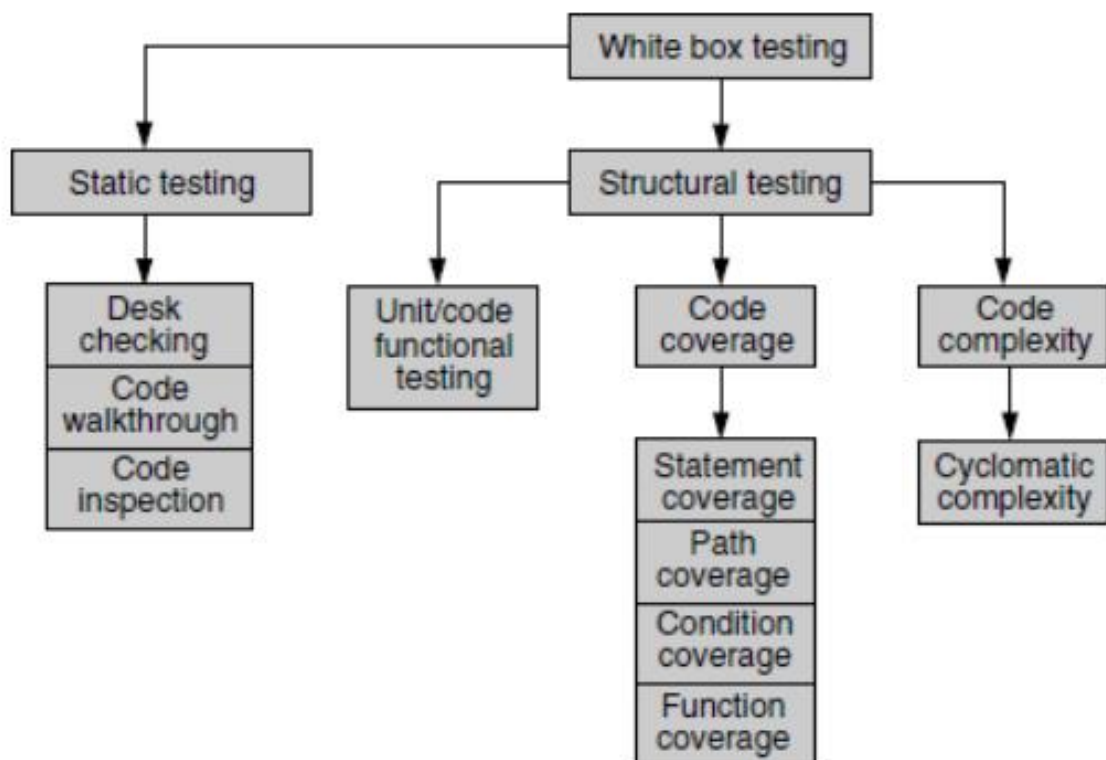 White box testing
Static testing
Structural testing
Desk
checking
Code
walkthrough
Code
inspection
Unit/code
functional
testing
Code
coverage
Statement
coverage
Path
coverage
Condition
coverage
Function
coverage
Code
complexity
Cyclomatic
complexity